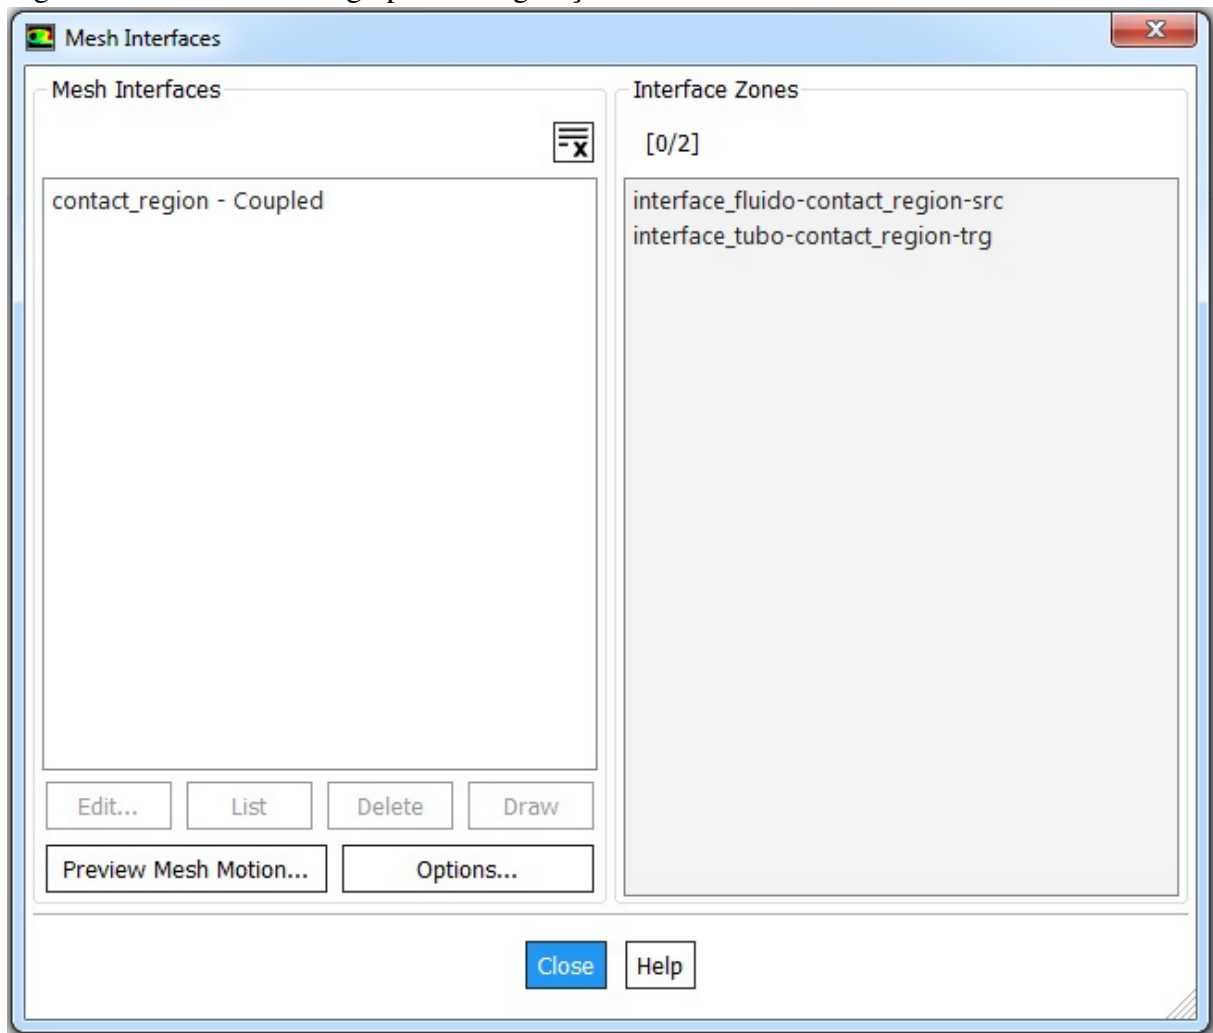 Mesh Interfaces
Mesh Interfaces
contact_region - Coupled
Edit...
List
Delete
Draw
Preview Mesh Motion...
Options...
Interface Zones
[0/2]
interface_fluido-contact_region-src
interface_tubo-contact_region-trg
Close
Help